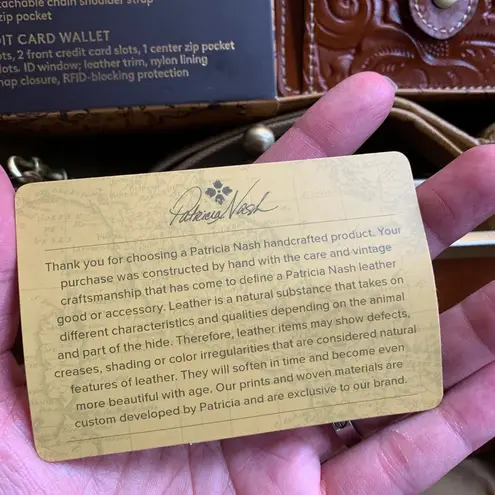 achable chain shoulder strap
zip pocket
IT CARD WALLET
ots, 2 front credit card slots, 1 center zip pocket
lots. ID window; leather trim, nylon lining
nap closure, RFID-blocking protection
Patricia Nash
Thank you for choosing a Patricia Nash handcrafted product. Your
purchase was constructed by hand with the care and vintage
craftsmanship that has come to define a Patricia Nash leather
good or accessory. Leather is a natural substance that takes on
different characteristics and qualities depending on the animal
and part of the hide. Therefore, leather items may show defects,
creases, shading or color irregularities that are considered natural
features of leather. They will soften in time and become even
more beautiful with age. Our prints and woven materials are
custom developed by Patricia and are exclusive to our brand.